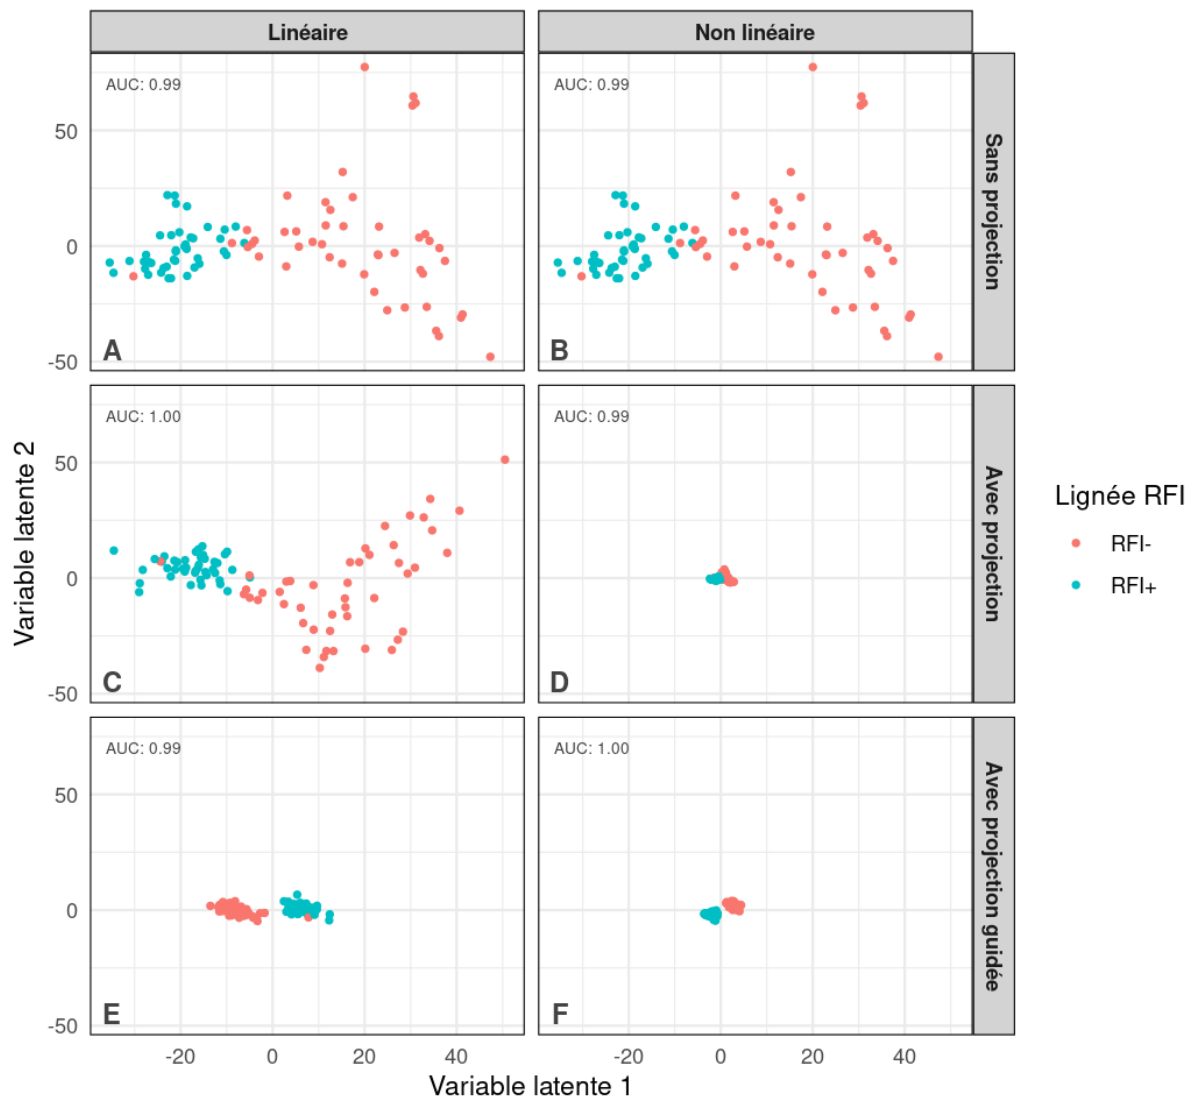 Linéaire
Non linéaire
AUC: 0.99
AUC: 0.99
50
0
-50
A
B
Sans projection
AUC: 1.00
AUC: 0.99
50
0
-50
C
D
Avec projection
Variable latente 2
Lignée RFI
RFI-
RFI+
AUC: 0.99
AUC: 1.00
50
0
-50
E
F
Avec projection guidée
-20
0
20
40
-20
0
20
40
Variable latente 1